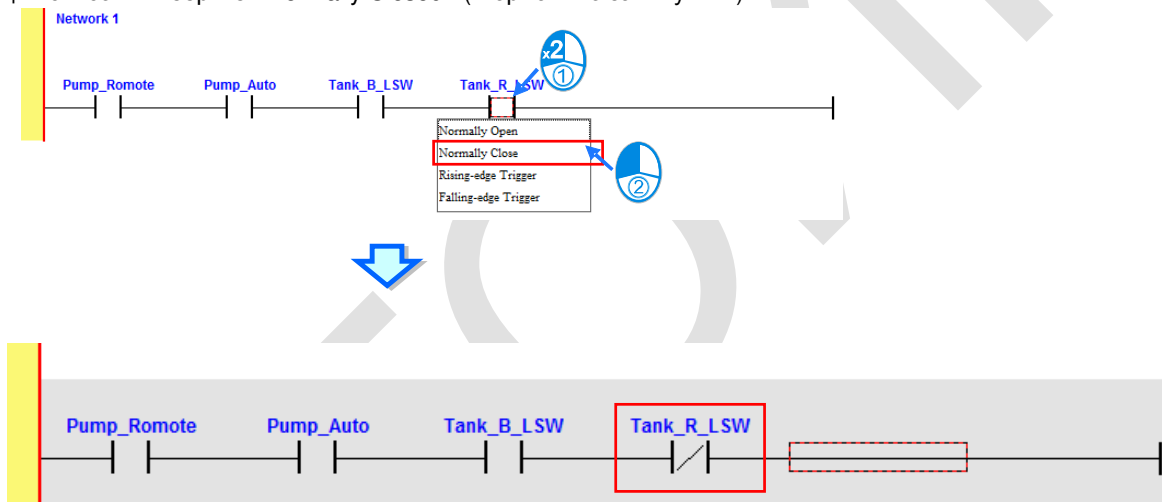 Network 1
x2
Pump_Romote Pump_Auto Tank_B_LSW Tank_R_LSW
1
Normally Open
Normally Close
Rising-edge Trigger
Falling-edge Trigger
2
Pump_Romote Pump_Auto Tank_B_LSW Tank_R_LSW